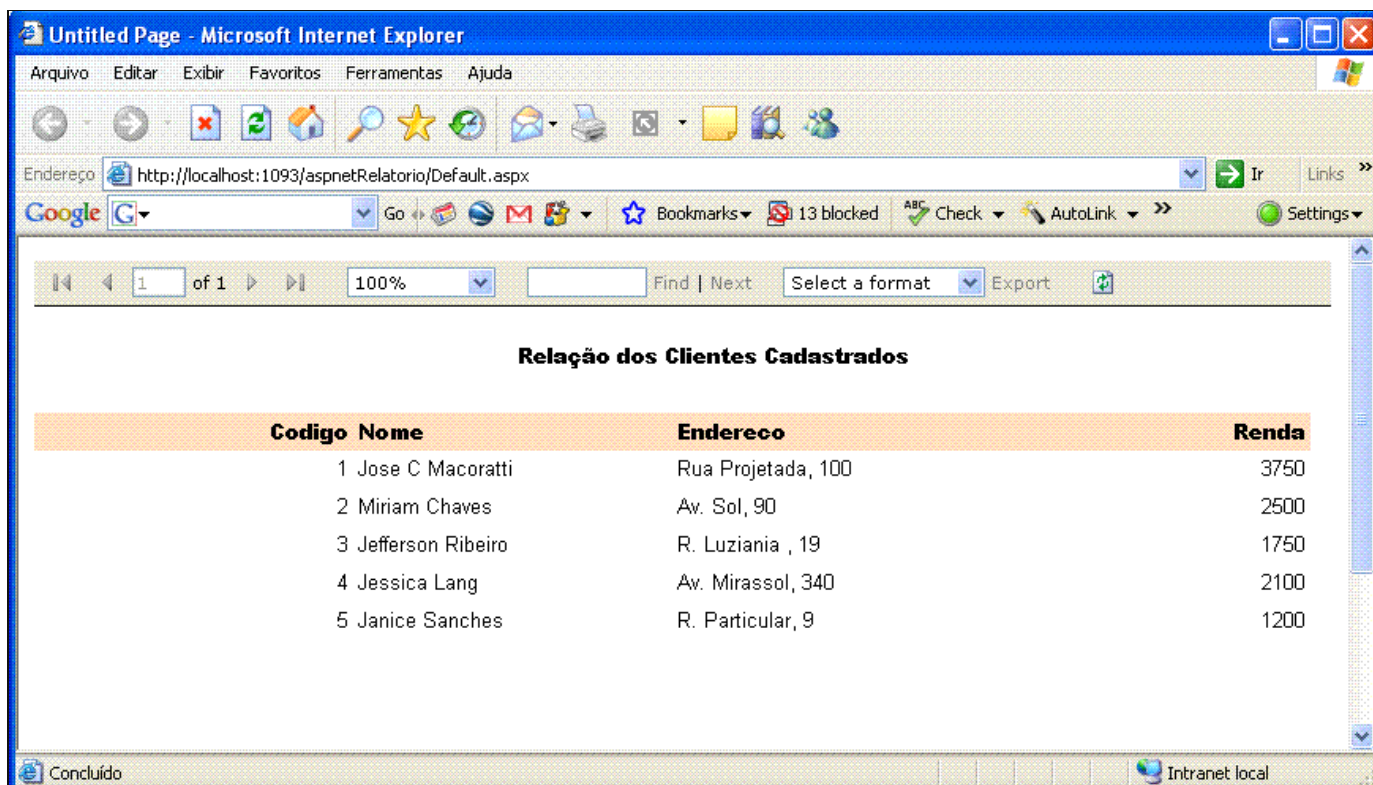 Untitled Page - Microsoft Internet Explorer
Arquivo Editar Exibir Favoritos Ferramentas Ajuda
Endereço http://localhost:1093/aspnetRelatorio/Default.aspx Ir Links »
Google G Go Bookmarks 13 blocked ABC Check AutoLink » Settings
1 of 1 100% Find | Next Select a format Export
Relação dos Clientes Cadastrados
Codigo Nome Endereco Renda
1 Jose C Macoratti Rua Projetada, 100 3750
2 Miriam Chaves Av. Sol, 90 2500
3 Jefferson Ribeiro R. Luziania , 19 1750
4 Jessica Lang Av. Mirassol, 340 2100
5 Janice Sanches R. Particular, 9 1200
Concluído Intranet local